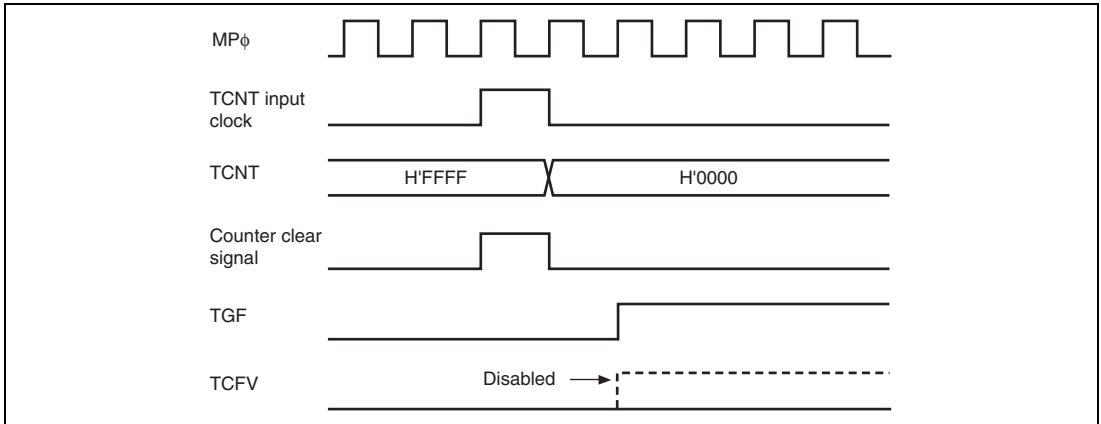 MPϕ
TCNT input
clock
TCNT
H'FFFF
H'0000
Counter clear
signal
TGF
TCFV
Disabled